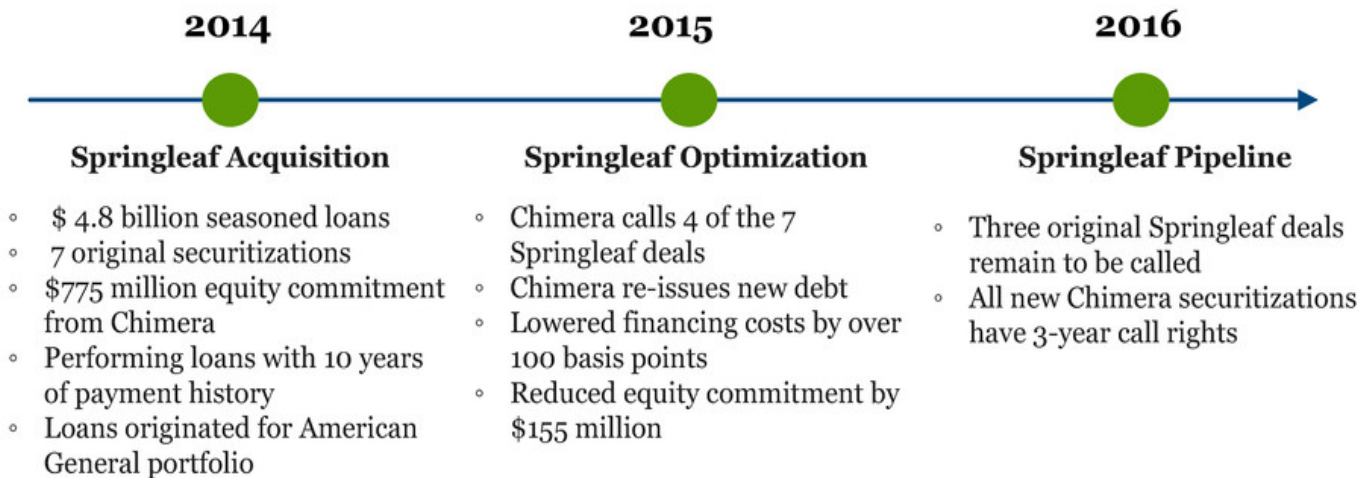 2014
2015
2016
Springleaf Acquisition
◦ $ 4.8 billion seasoned loans
◦ 7 original securitizations
◦ $775 million equity commitment
from Chimera
◦ Performing loans with 10 years
of payment history
◦ Loans originated for American
General portfolio
Springleaf Optimization
◦ Chimera calls 4 of the 7
Springleaf deals
◦ Chimera re-issues new debt
◦ Lowered financing costs by over
100 basis points
◦ Reduced equity commitment by
$155 million
Springleaf Pipeline
◦ Three original Springleaf deals
remain to be called
◦ All new Chimera securitizations
have 3-year call rights